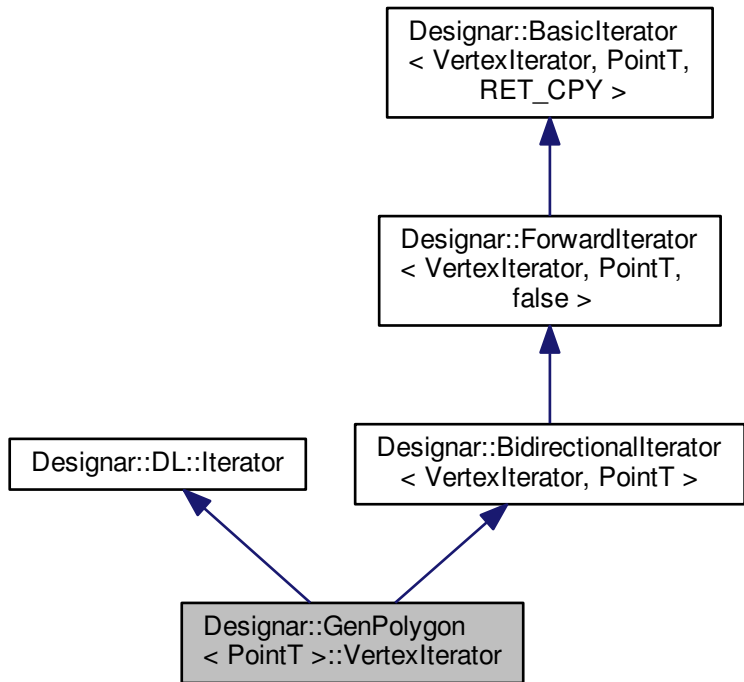 Designar::BasicIterator
< VertexIterator, PointT,
RET_CPY >
Designar::ForwardIterator
< VertexIterator, PointT,
false >
Designar::DL::Iterator
Designar::BidirectionalIterator
< VertexIterator, PointT >
Designar::GenPolygon
< PointT >::VertexIterator